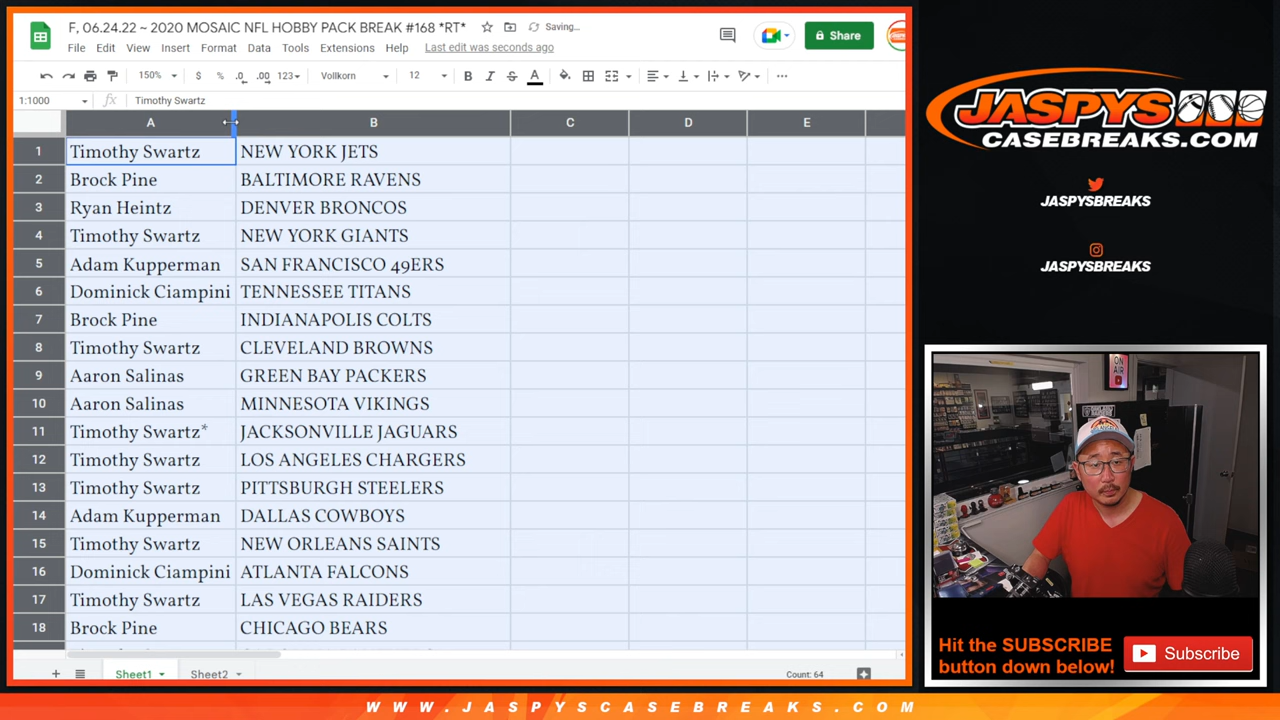 F, 06.24.22 ~ 2020 MOSAIC NFL HOBBY PACK BREAK #168 *RT*
Saving…
File Edit View Insert Format Data Tools Extensions Help Last edit was seconds ago
Share
150% $ % .0 .00 123 Vollkorn 12 B I S A
1:1000 fx Timothy Swartz
A B C D E
1 Timothy Swartz NEW YORK JETS
2 Brock Pine BALTIMORE RAVENS
3 Ryan Heintz DENVER BRONCOS
4 Timothy Swartz NEW YORK GIANTS
5 Adam Kupperman SAN FRANCISCO 49ERS
6 Dominick Ciampini TENNESSEE TITANS
7 Brock Pine INDIANAPOLIS COLTS
8 Timothy Swartz CLEVELAND BROWNS
9 Aaron Salinas GREEN BAY PACKERS
10 Aaron Salinas MINNESOTA VIKINGS
11 Timothy Swartz* JACKSONVILLE JAGUARS
12 Timothy Swartz LOS ANGELES CHARGERS
13 Timothy Swartz PITTSBURGH STEELERS
14 Adam Kupperman DALLAS COWBOYS
15 Timothy Swartz NEW ORLEANS SAINTS
16 Dominick Ciampini ATLANTA FALCONS
17 Timothy Swartz LAS VEGAS RAIDERS
18 Brock Pine CHICAGO BEARS
Sheet1 Sheet2 Count: 64
JASPYS
CASEBREAKS.COM
JASPYSBREAKS
JASPYSBREAKS
ON
AIR
Hit the SUBSCRIBE
button down below!
Subscribe
WWW.JASPYSCASEBREAKS.COM